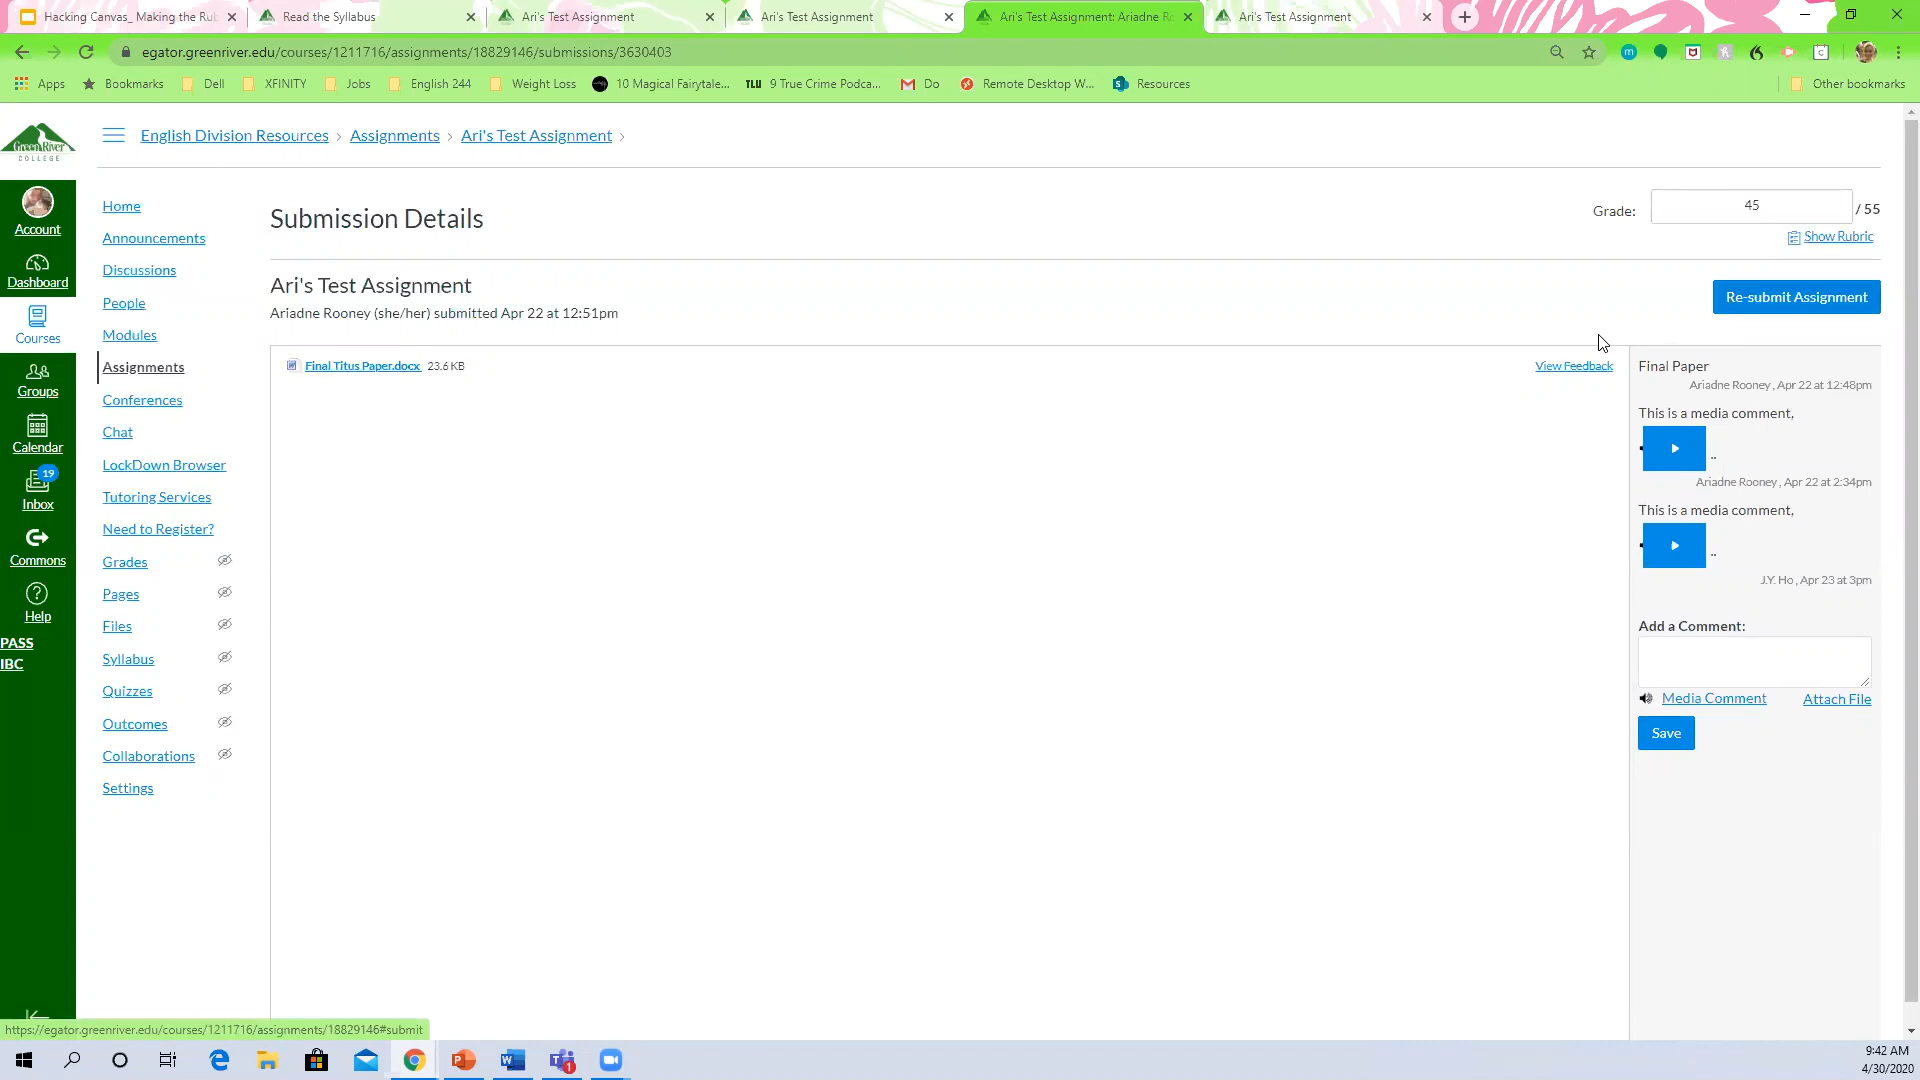 Hacking Canvas_ Making the Rub
Read the Syllabus
Ari's Test Assignment
Ari's Test Assignment
Ari's Test Assignment: Ariadne Ro
Ari's Test Assignment
egator.greenriver.edu/courses/1211716/assignments/18829146/submissions/3630403
Apps
Bookmarks
Dell
XFINITY
Jobs
English 244
Weight Loss
10 Magical Fairytale...
TLU 9 True Crime Podca...
Do
Remote Desktop W...
Resources
Other bookmarks
GreenRiver
COLLEGE
English Division Resources › Assignments › Ari's Test Assignment ›
Account
Dashboard
Courses
Groups
Calendar
19
Inbox
Commons
Help
PASS
IBC
Home
Announcements
Discussions
People
Modules
Assignments
Conferences
Chat
LockDown Browser
Tutoring Services
Need to Register?
Grades
Pages
Files
Syllabus
Quizzes
Outcomes
Collaborations
Settings
Submission Details
Grade: 45 / 55
Show Rubric
Ari's Test Assignment
Ariadne Rooney (she/her) submitted Apr 22 at 12:51pm
Re-submit Assignment
Final Titus Paper.docx 23.6 KB
View Feedback
Final Paper
Ariadne Rooney , Apr 22 at 12:48pm
This is a media comment,
..
Ariadne Rooney , Apr 22 at 2:34pm
This is a media comment,
..
J.Y. Ho , Apr 23 at 3pm
Add a Comment:
Media Comment
Attach File
Save
https://egator.greenriver.edu/courses/1211716/assignments/18829146#submit
1
9:42 AM
4/30/2020